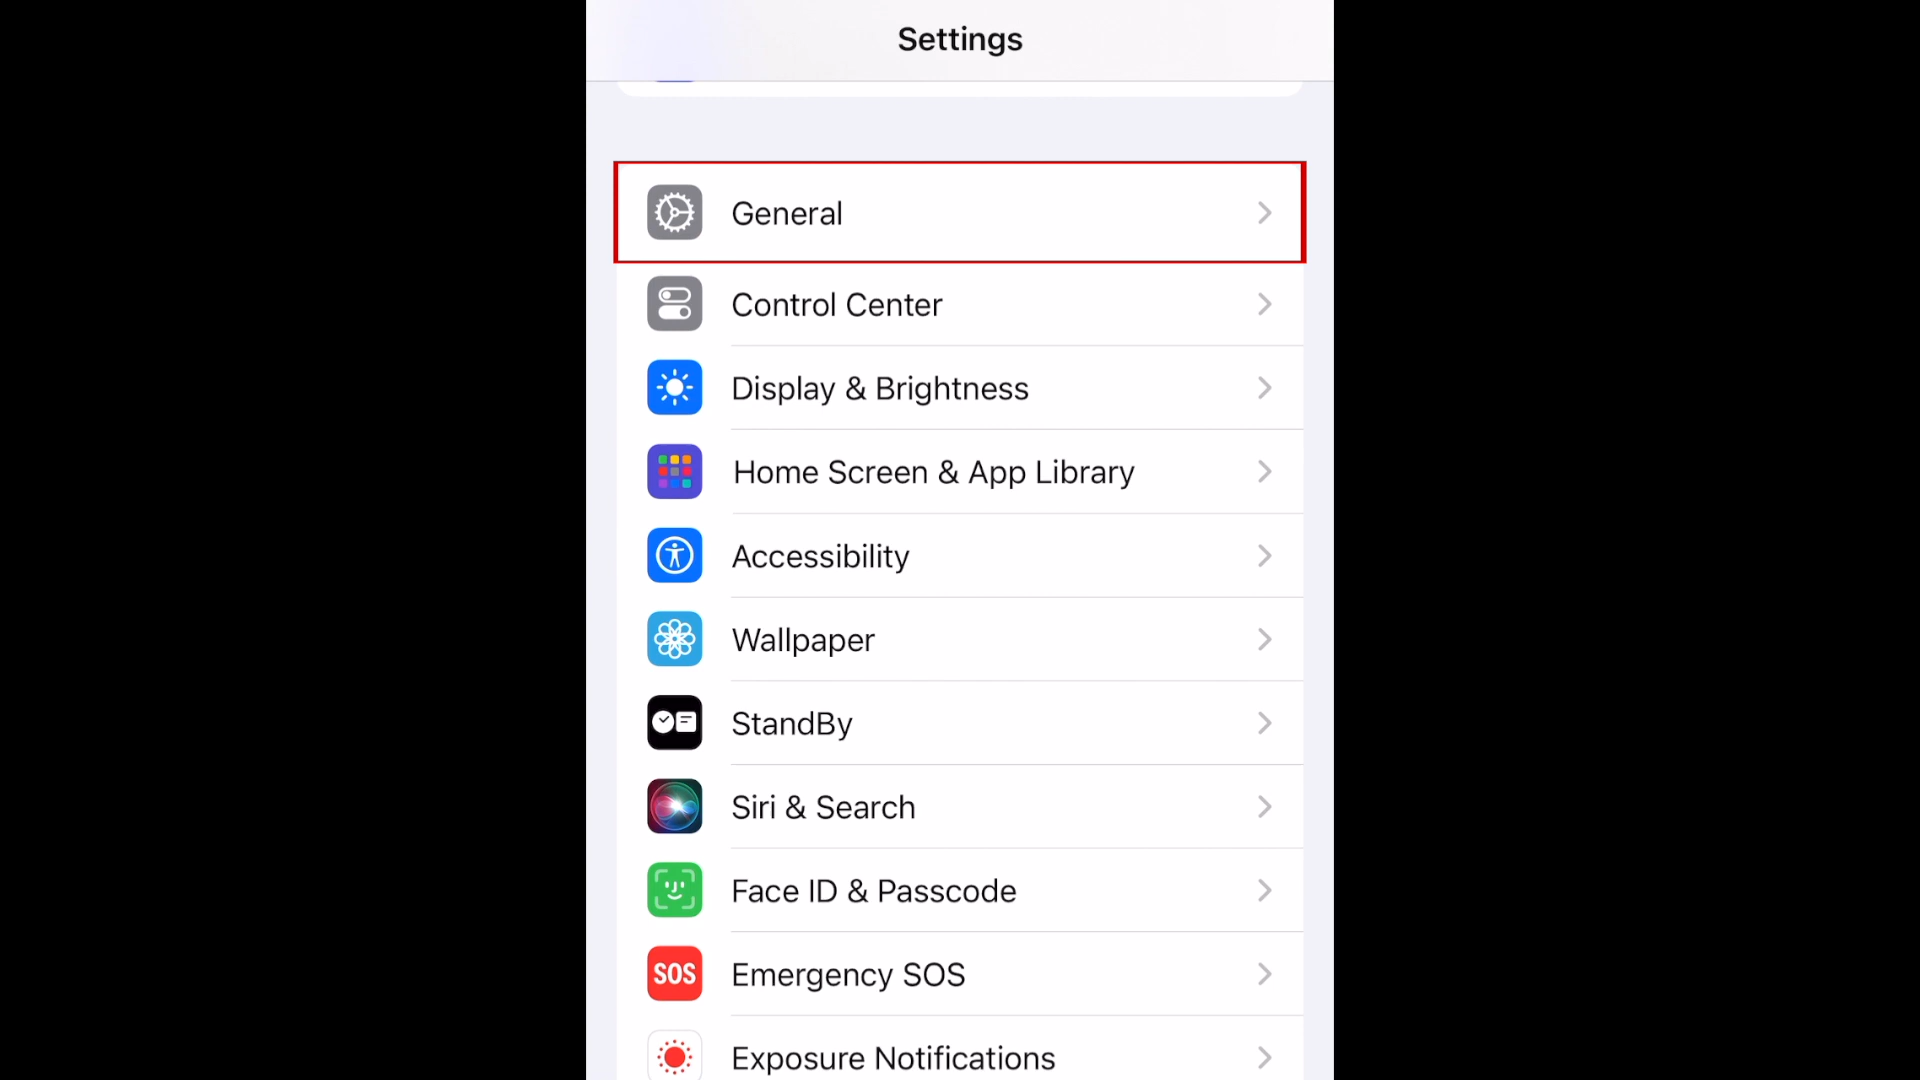 Settings
General
Control Center
Display & Brightness
Home Screen & App Library
Accessibility
Wallpaper
StandBy
Siri & Search
Face ID & Passcode
SOS Emergency SOS
Exposure Notifications